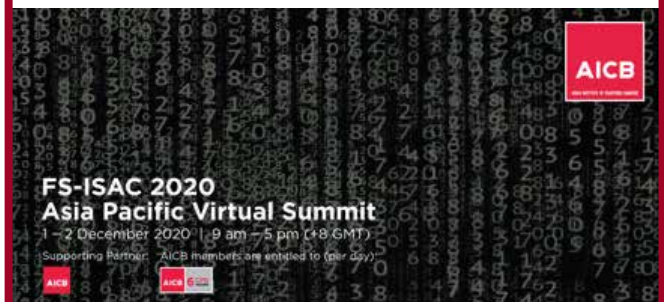 AICB
FS-ISAC 2020
Asia Pacific Virtual Summit
1 – 2 December 2020 | 9 am – 5 pm (+8 GMT)
Supporting Partner: AICB members are entitled to (per day):
AICB
AICB 6